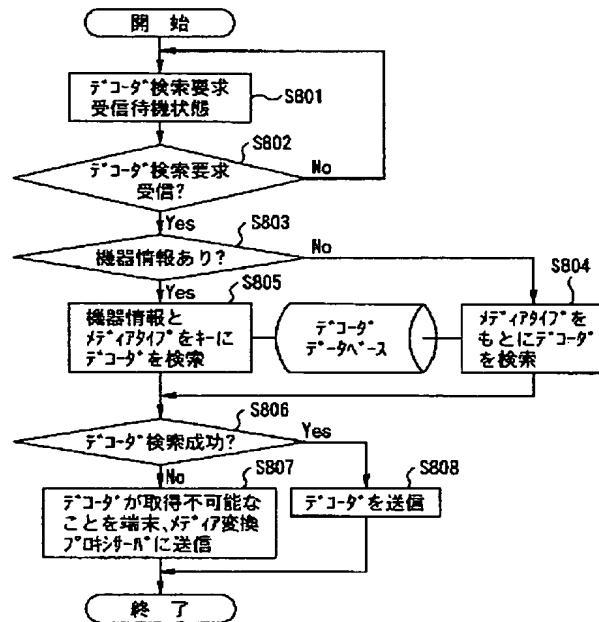 開 始
デコーダ検索要求
受信待機状態
S801
S802
デコーダ検索要求
受信?
No
Yes
S803
機器情報あり?
No
Yes
S805
機器情報と
メディアタイプをキーに
デコーダを検索
デコーダ
データベース
S804
メディアタイプを
もとにデコーダ
を検索
S806
デコーダ検索成功?
Yes
No
S807
デコーダが取得不可能な
ことを端末、メディア変換
プロキシサーバに送信
S808
デコーダを送信
終 了